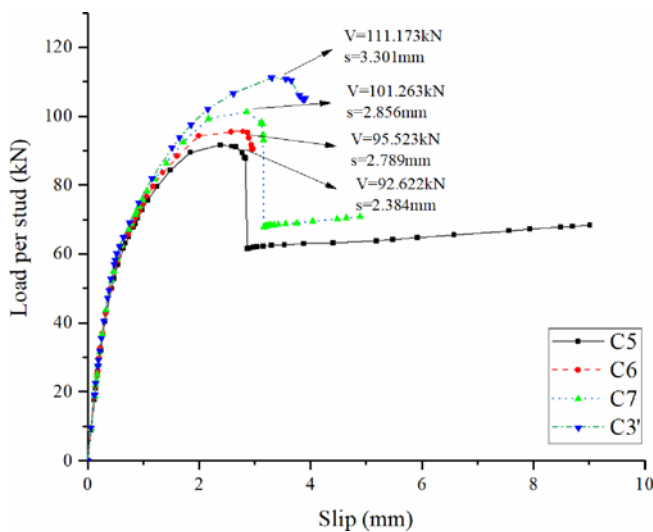 V=111.173kN
s=3.301mm
V=101.263kN
s=2.856mm
V=95.523kN
s=2.789mm
V=92.622kN
s=2.384mm
Load per stud (kN)
120
100
80
60
40
20
0
C5
C6
C7
C3'
0
2
4
6
8
10
Slip (mm)